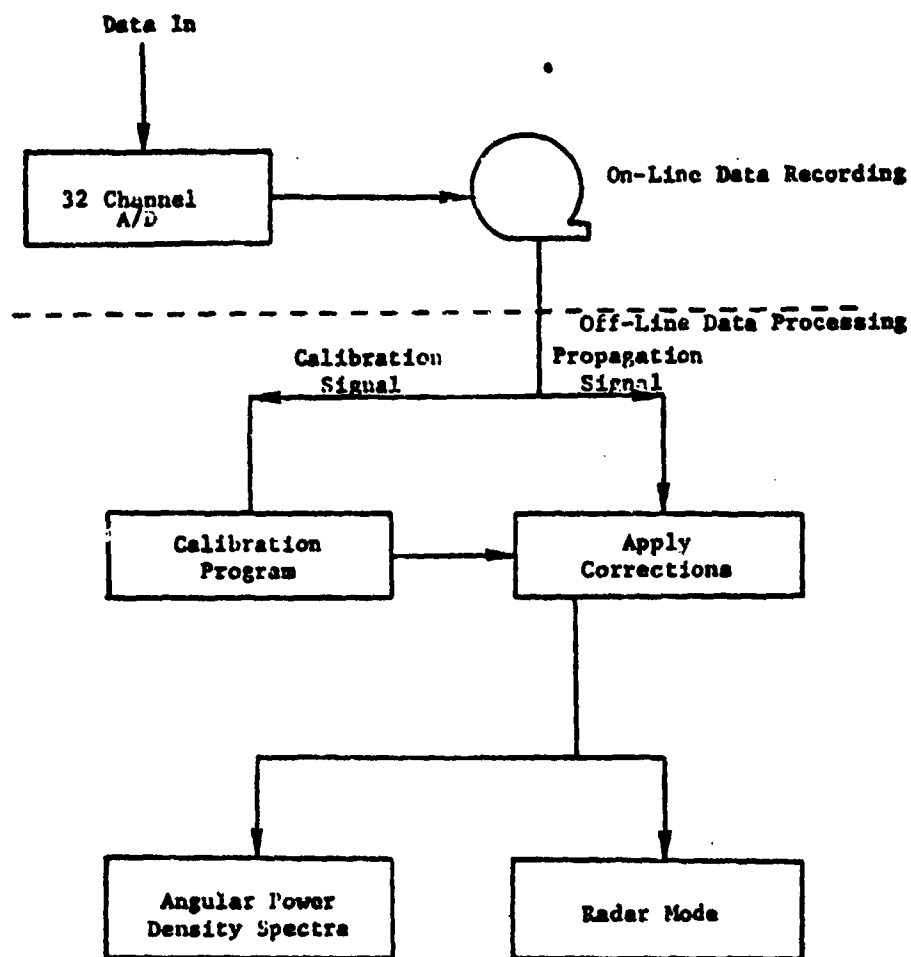 Data In
32 Channel
A/D
On-Line Data Recording
Off-Line Data Processing
Calibration
Signal
Propagation
Signal
Calibration
Program
Apply
Corrections
Angular Power
Density Spectra
Radar Mode